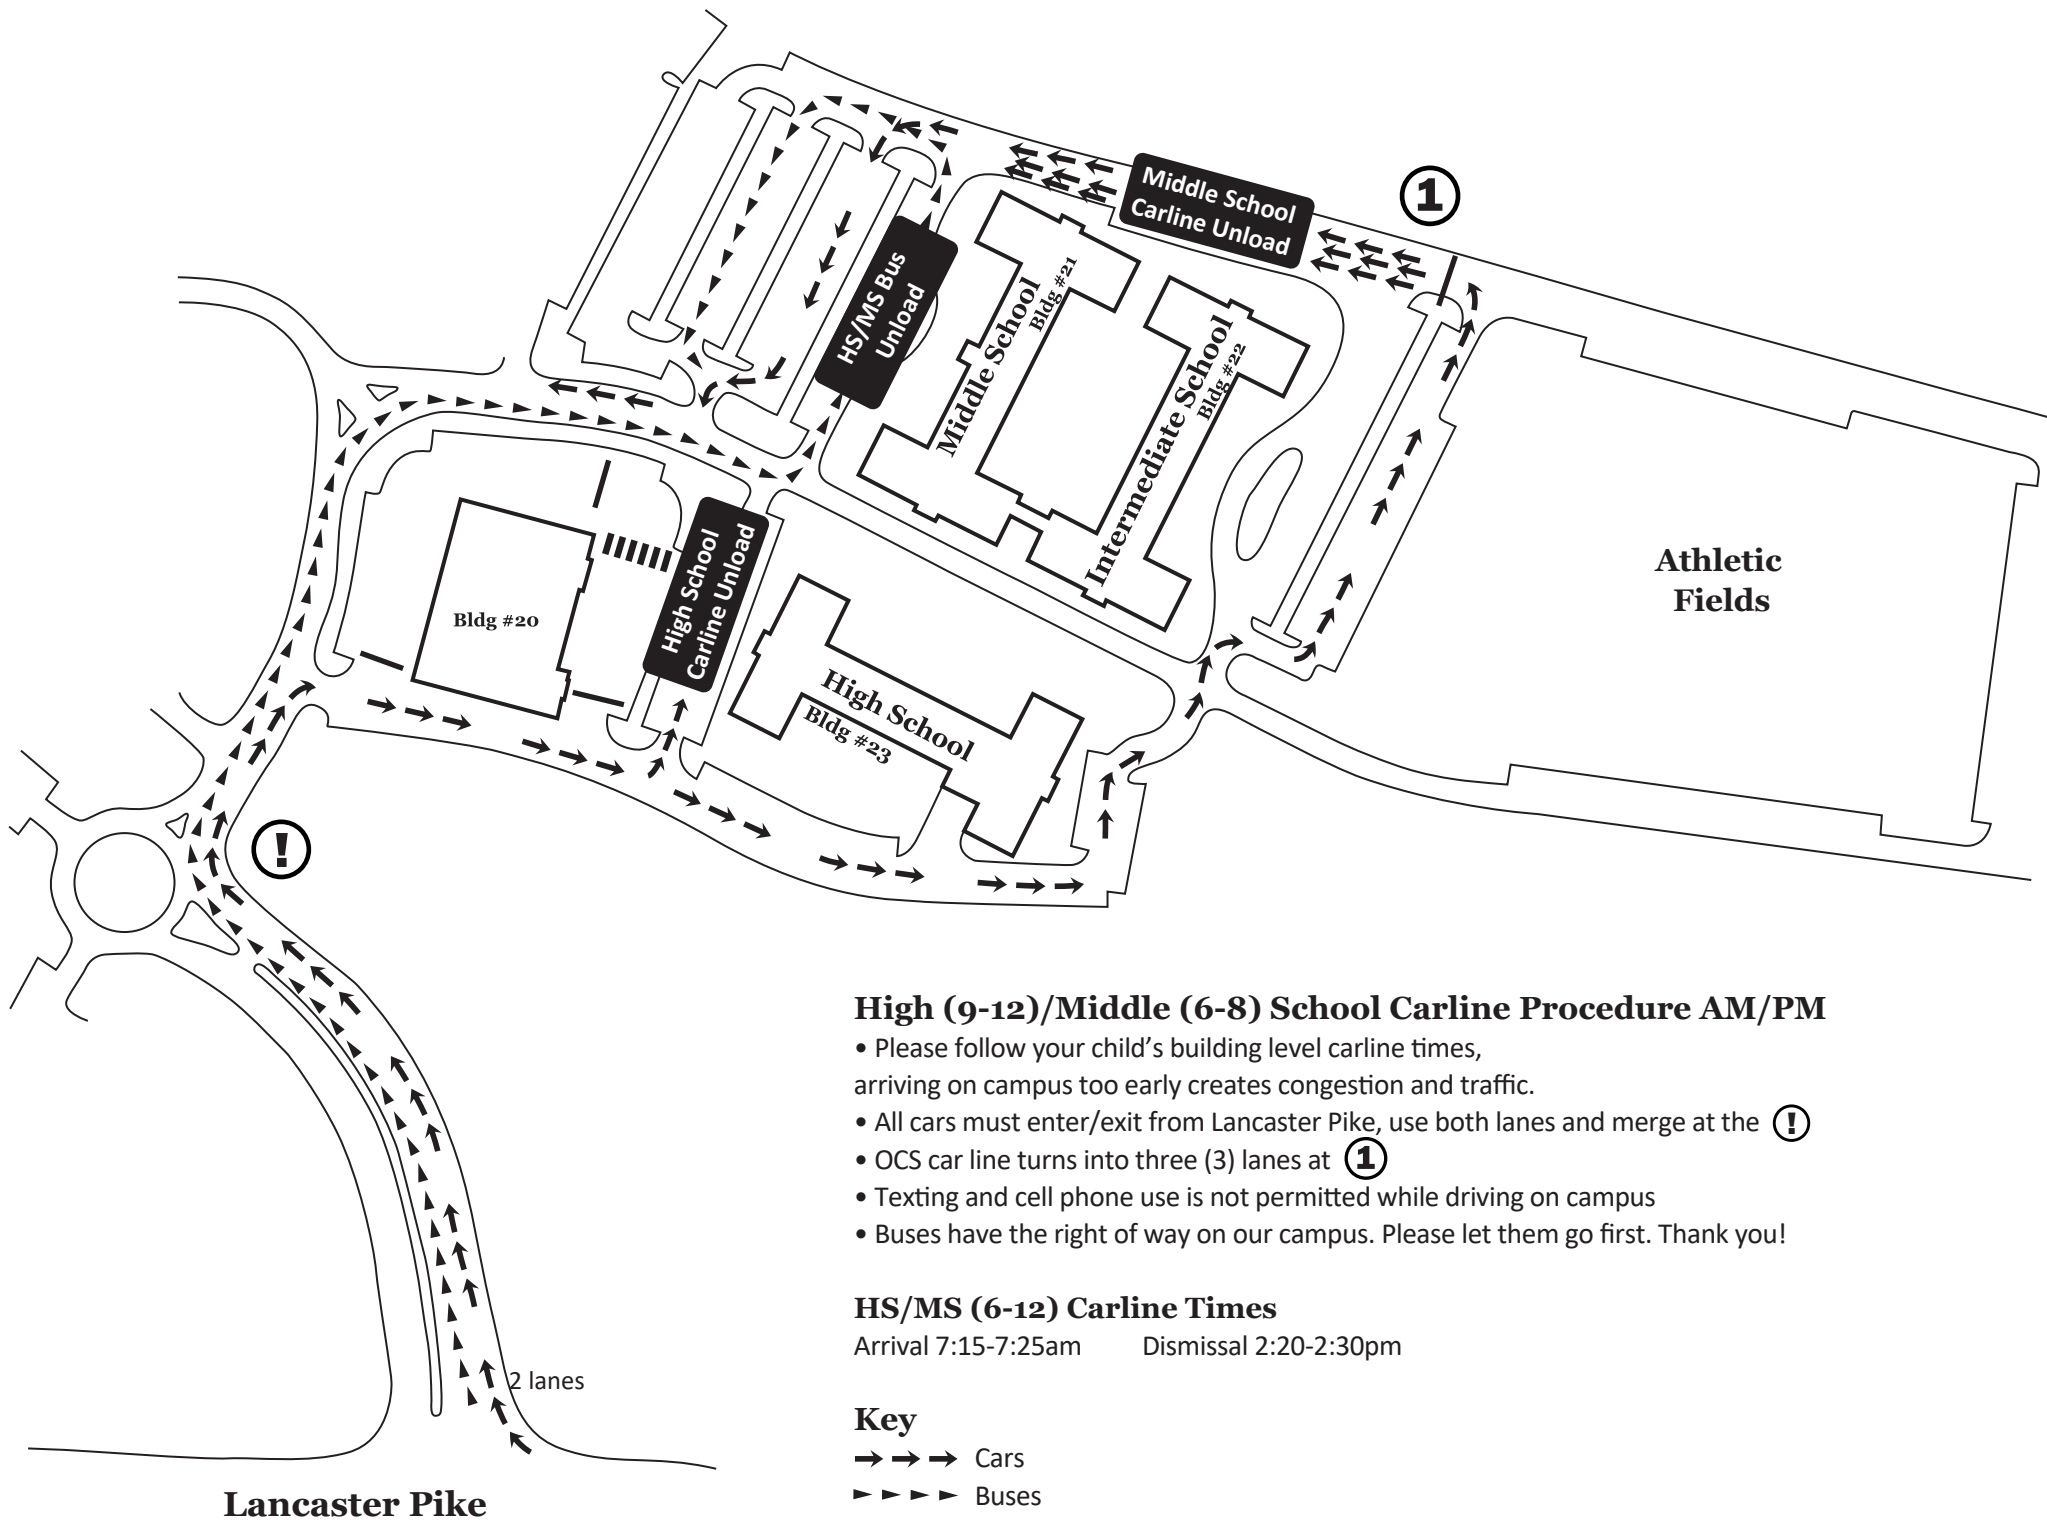 Middle School
Carline Unload
1
HS/MS Bus
Unload
Middle School
Bldg #21
Intermediate School
Bldg #22
High School
Carline Unload
Bldg #20
High School
Bldg #23
Athletic
Fields
!
High (9-12)/Middle (6-8) School Carline Procedure AM/PM
• Please follow your child’s building level carline times,
arriving on campus too early creates congestion and traffic.
• All cars must enter/exit from Lancaster Pike, use both lanes and merge at the !
• OCS car line turns into three (3) lanes at 1
• Texting and cell phone use is not permitted while driving on campus
• Buses have the right of way on our campus. Please let them go first. Thank you!
HS/MS (6-12) Carline Times
Arrival 7:15-7:25am Dismissal 2:20-2:30pm
2 lanes
Key
Cars
Buses
Lancaster Pike